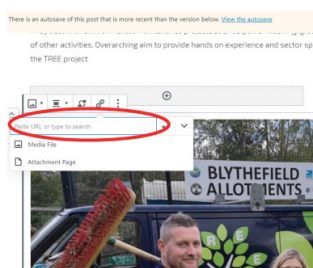 There is an autosave of this post that is more recent than the version below. View the autosave
of other activities. Overarching aim to provide hands on experience and sector sp
the TREE project
Paste URL or type to search
Media File
Attachment Page
BLYTHEFIELD
ALLOTMENTS
R E E